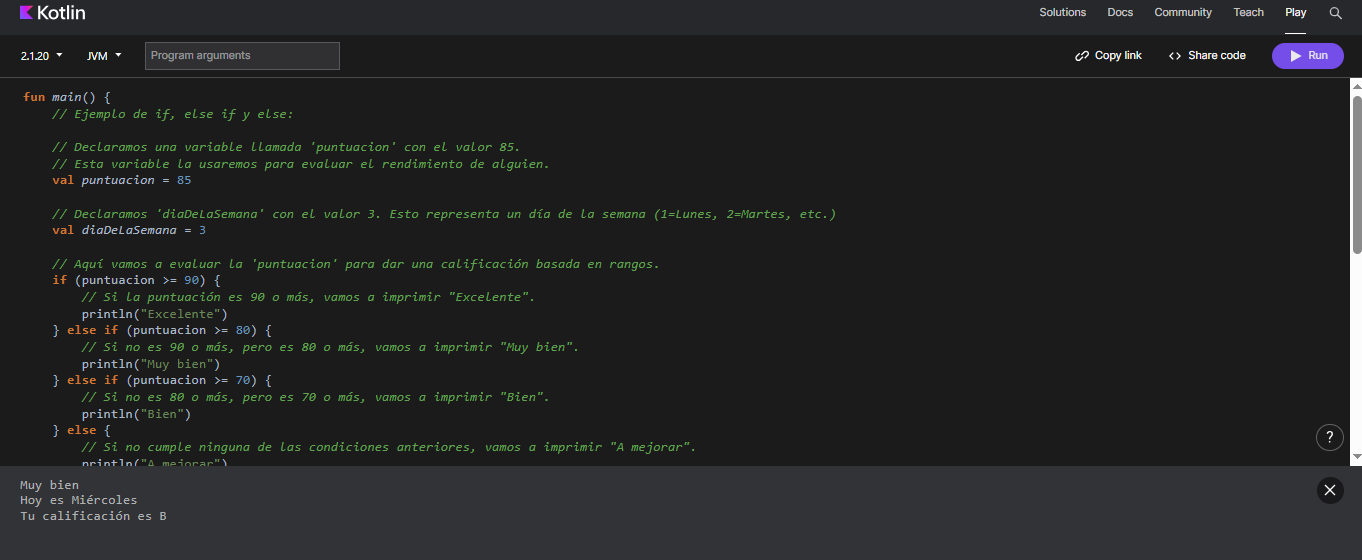 Kotlin
Solutions Docs Community Teach Play
2.1.20 JVM Program arguments Copy link Share code Run
fun main() {
// Ejemplo de if, else if y else:
// Declaramos una variable llamada 'puntuacion' con el valor 85.
// Esta variable la usaremos para evaluar el rendimiento de alguien.
val puntuacion = 85
// Declaramos 'diaDeLaSemana' con el valor 3. Esto representa un día de la semana (1=Lunes, 2=Martes, etc.)
val diaDeLaSemana = 3
// Aquí vamos a evaluar la 'puntuacion' para dar una calificación basada en rangos.
if (puntuacion >= 90) {
// Si la puntuación es 90 o más, vamos a imprimir "Excelente".
println("Excelente")
} else if (puntuacion >= 80) {
// Si no es 90 o más, pero es 80 o más, vamos a imprimir "Muy bien".
println("Muy bien")
} else if (puntuacion >= 70) {
// Si no es 80 o más, pero es 70 o más, vamos a imprimir "Bien".
println("Bien")
} else {
// Si no cumple ninguna de las condiciones anteriores, vamos a imprimir "A mejorar".
println("A mejorar")
?
Muy bien
Hoy es Miércoles
Tu calificación es B